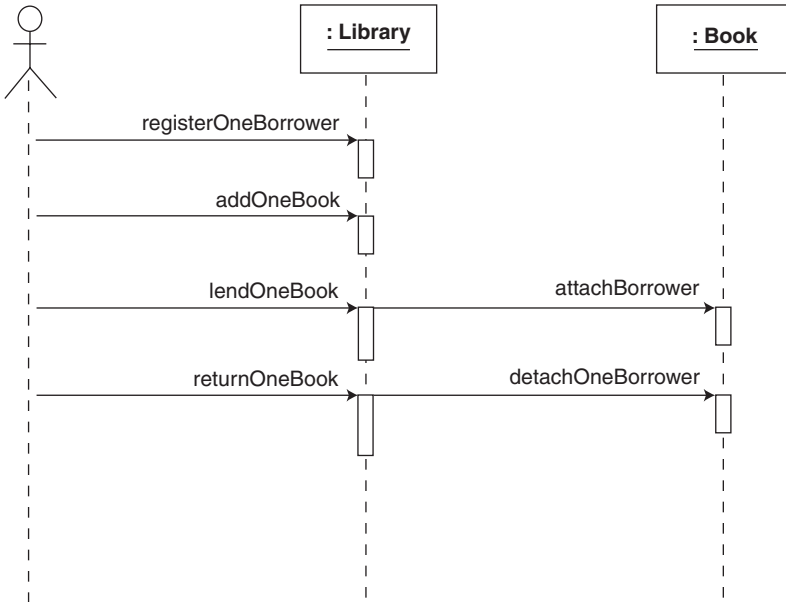 : Library
: Book
registerOneBorrower
addOneBook
lendOneBook
attachBorrower
returnOneBook
detachOneBorrower